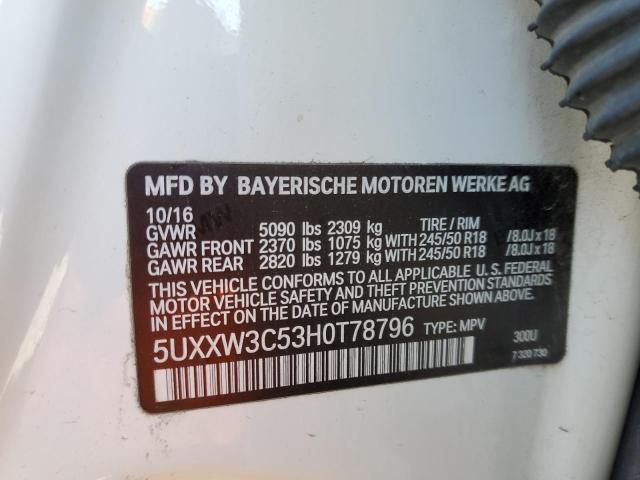 MFD BY BAYERISCHE MOTOREN WERKE AG
10/16
GVWR 5090 lbs 2309 kg TIRE / RIM
GAWR FRONT 2370 lbs 1075 kg WITH 245/50 R18 /8.0J x 18
GAWR REAR 2820 lbs 1279 kg WITH 245/50 R18 /8.0J x 18
THIS VEHICLE CONFORMS TO ALL APPLICABLE U.S. FEDERAL
MOTOR VEHICLE SAFETY AND THEFT PREVENTION STANDARDS
IN EFFECT ON THE DATE OF MANUFACTURE SHOWN ABOVE.
5UXXW3C53H0T78796 TYPE: MPV 300U
7 320 730